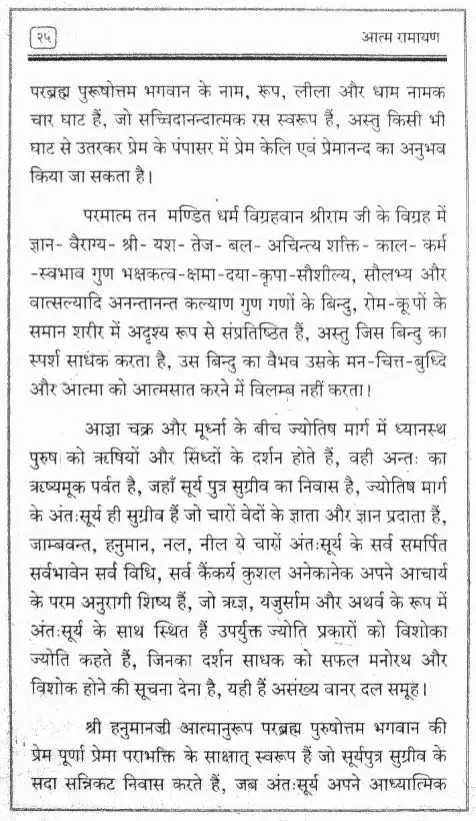 २५
आत्म रामायण
परब्रह्म पुरूषोत्तम भगवान के नाम, रूप, लीला और धाम नामक
चार घाट हैं, जो सच्चिदानन्दात्मक रस स्वरूप हैं, अस्तु किसी भी
घाट से उतरकर प्रेम के पंपासर में प्रेम केलि एवं प्रेमानन्द का अनुभव
किया जा सकता है।
परमात्म तन मण्डित धर्म विग्रहवान श्रीराम जी के विग्रह में
ज्ञान- वैराग्य- श्री- यश- तेज- बल- अचिन्त्य शक्ति- काल- कर्म
-स्वभाव गुण भक्षकत्व-क्षमा-दया-कृपा-सौशील्य, सौलभ्य और
वात्सल्यादि अनन्तानन्त कल्याण गुण गणों के बिन्दु, रोम-कूपों के
समान शरीर में अदृश्य रूप से संप्रतिष्ठित हैं, अस्तु जिस बिन्दु का
स्पर्श साधक करता है, उस बिन्दु का वैभव उसके मन-चित्त-बुध्दि
और आत्मा को आत्मसात करने में विलम्ब नहीं करता।
आज्ञा चक्र और मूर्ध्ना के बीच ज्योतिष मार्ग में ध्यानस्थ
पुरुष को ऋषियों और सिध्दों के दर्शन होते हैं, वही अन्तः का
ऋष्यमूक पर्वत है, जहाँ सूर्य पुत्र सुग्रीव का निवास है, ज्योतिष मार्ग
के अंतःसूर्य ही सुग्रीव हैं जो चारों वेदों के ज्ञाता और ज्ञान प्रदाता हैं,
जाम्बवन्त, हनुमान, नल, नील ये चारों अंतःसूर्य के सर्व समर्पित
सर्वभावेन सर्व विधि, सर्व कैंकर्य कुशल अनेकानेक अपने आचार्य
के परम अनुरागी शिष्य हैं, जो ऋज्ञ, यजुर्साम और अथर्व के रूप में
अंतःसूर्य के साथ स्थित हैं उपर्युक्त ज्योति प्रकारों को विशोका
ज्योति कहते हैं, जिनका दर्शन साधक को सफल मनोरथ और
विशोक होने की सूचना देना है, यही हैं असंख्य वानर दल समूह।
श्री हनुमानजी आत्मानुरूप परब्रह्म पुरुषोत्तम भगवान की
प्रेम पूर्णा प्रेमा पराभक्ति के साक्षात् स्वरूप हैं जो सूर्यपुत्र सुग्रीव के
सदा सन्निकट निवास करते हैं, जब अंतःसूर्य अपने आध्यात्मिक